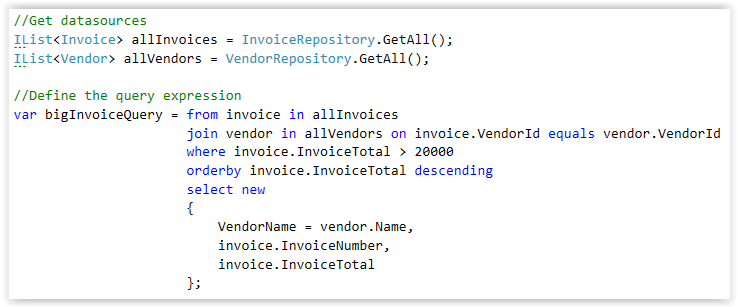 //Get datasources
IList<Invoice> allInvoices = InvoiceRepository.GetAll();
IList<Vendor> allVendors = VendorRepository.GetAll();

//Define the query expression
var bigInvoiceQuery = from invoice in allInvoices
                      join vendor in allVendors on invoice.VendorId equals vendor.VendorId
                      where invoice.InvoiceTotal > 20000
                      orderby invoice.InvoiceTotal descending
                      select new
                      {
                          VendorName = vendor.Name,
                          invoice.InvoiceNumber,
                          invoice.InvoiceTotal
                      };